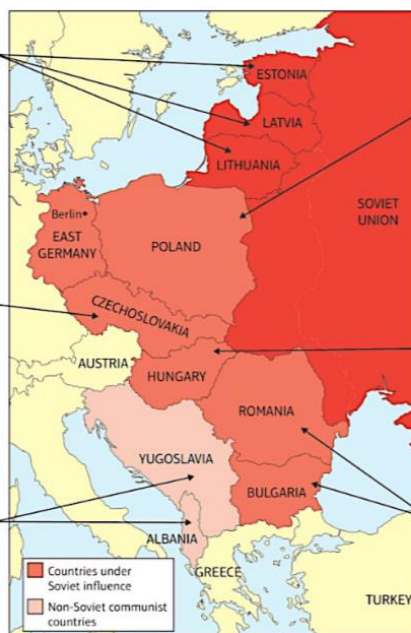 ESTONIA
LATVIA
LITHUANIA
SOVIET
UNION
Berlin
EAST
GERMANY
POLAND
CZECHOSLOVAKIA
AUSTRIA
HUNGARY
ROMANIA
YUGOSLAVIA
BULGARIA
ALBANIA
GREECE
TURKEY
Countries under
Soviet influence
Non-Soviet communist
countries